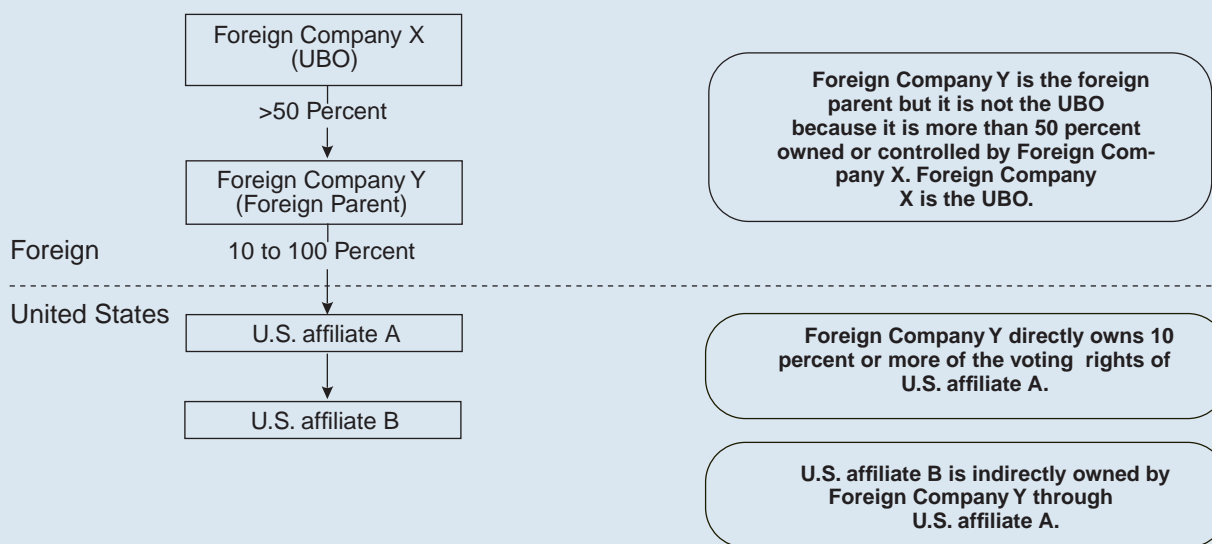 Foreign Company X
(UBO)
>50 Percent
Foreign Company Y
(Foreign Parent)
Foreign
10 to 100 Percent
United States
U.S. affiliate A
U.S. affiliate B
Foreign Company Y is the foreign
parent but it is not the UBO
because it is more than 50 percent
owned or controlled by Foreign Com-
pany X. Foreign Company
X is the UBO.
Foreign Company Y directly owns 10
percent or more of the voting rights of
U.S. affiliate A.
U.S. affiliate B is indirectly owned by
Foreign Company Y through
U.S. affiliate A.